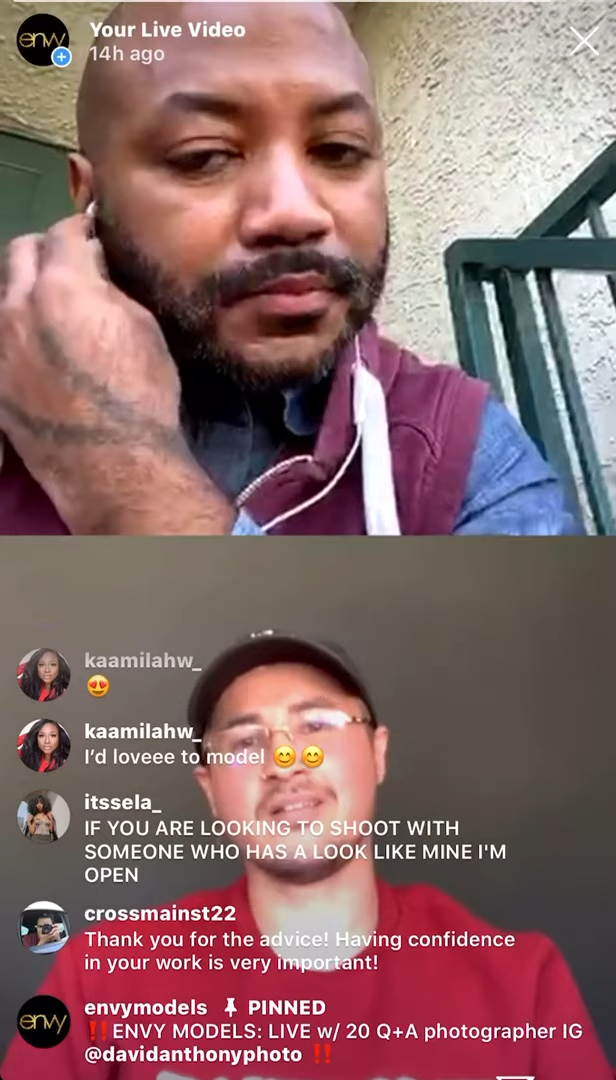 envy
Your Live Video
14h ago
kaamilahw_
😍
kaamilahw_
I'd loveee to model 😊😊
itssela_
IF YOU ARE LOOKING TO SHOOT WITH
SOMEONE WHO HAS A LOOK LIKE MINE I'M
OPEN
crossmainst22
Thank you for the advice! Having confidence
in your work is very important!
envy
envymodels 📌 PINNED
‼️ENVY MODELS: LIVE w/ 20 Q+A photographer IG
@davidanthonyphoto ‼️